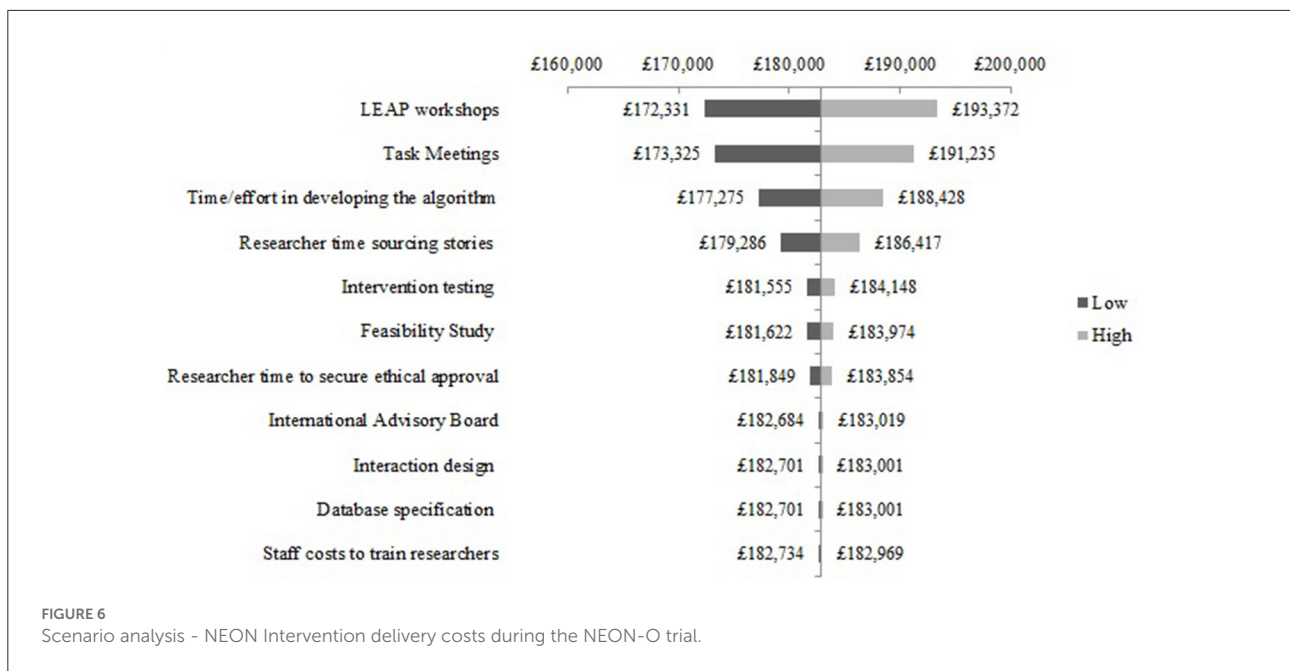 £160,000 £170,000 £180,000 £190,000 £200,000
LEAP workshops £172,331 £193,372
Task Meetings £173,325 £191,235
Time/effort in developing the algorithm £177,275 £188,428
Researcher time sourcing stories £179,286 £186,417
Intervention testing £181,555 £184,148
Feasibility Study £181,622 £183,974
Researcher time to secure ethical approval £181,849 £183,854
International Advisory Board £182,684 £183,019
Interaction design £182,701 £183,001
Database specification £182,701 £183,001
Staff costs to train researchers £182,734 £182,969
Low
High
FIGURE 6
Scenario analysis - NEON Intervention delivery costs during the NEON-O trial.